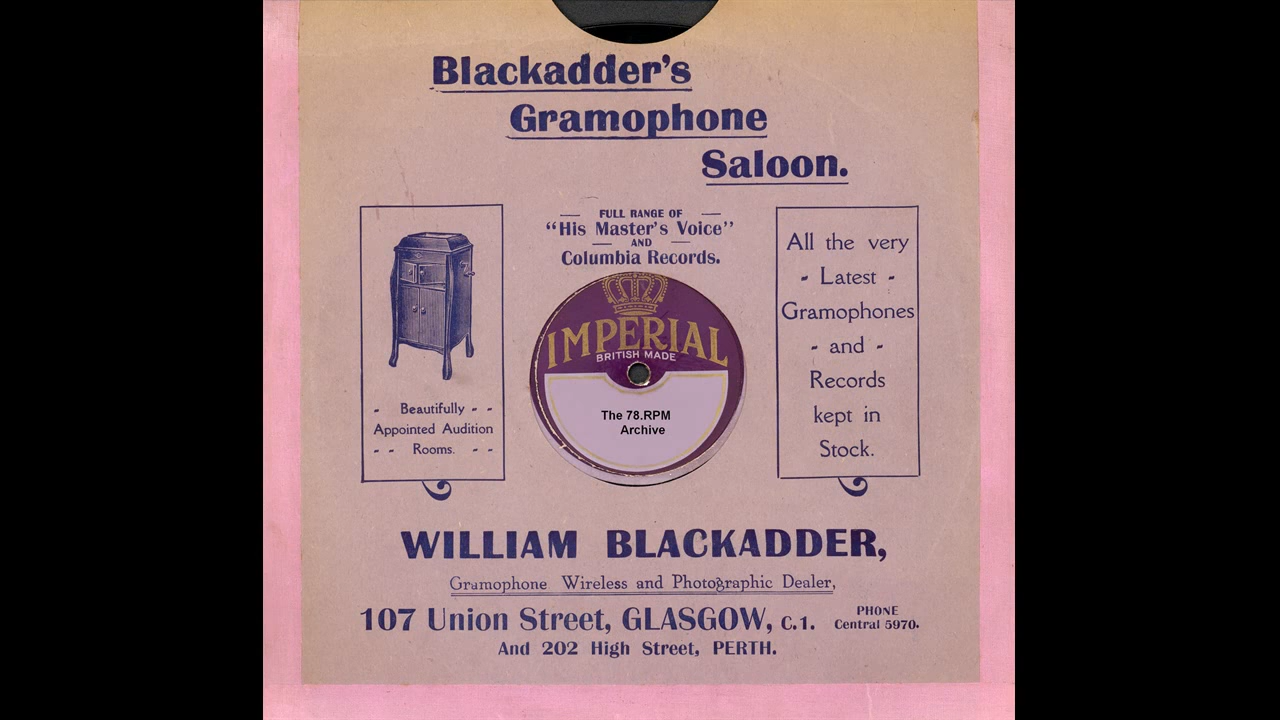 Blackadder's
Gramophone
Saloon.
FULL RANGE OF
"His Master's Voice"
AND
Columbia Records.
- Beautifully - -
Appointed Audition
- - Rooms. - -
IMPERIAL
BRITISH MADE
The 78.RPM
Archive
All the very
- Latest -
Gramophones
- and -
Records
kept in
Stock.
WILLIAM BLACKADDER,
Gramophone Wireless and Photographic Dealer,
107 Union Street, GLASGOW, C.1.
PHONE
Central 5970.
And 202 High Street, PERTH.